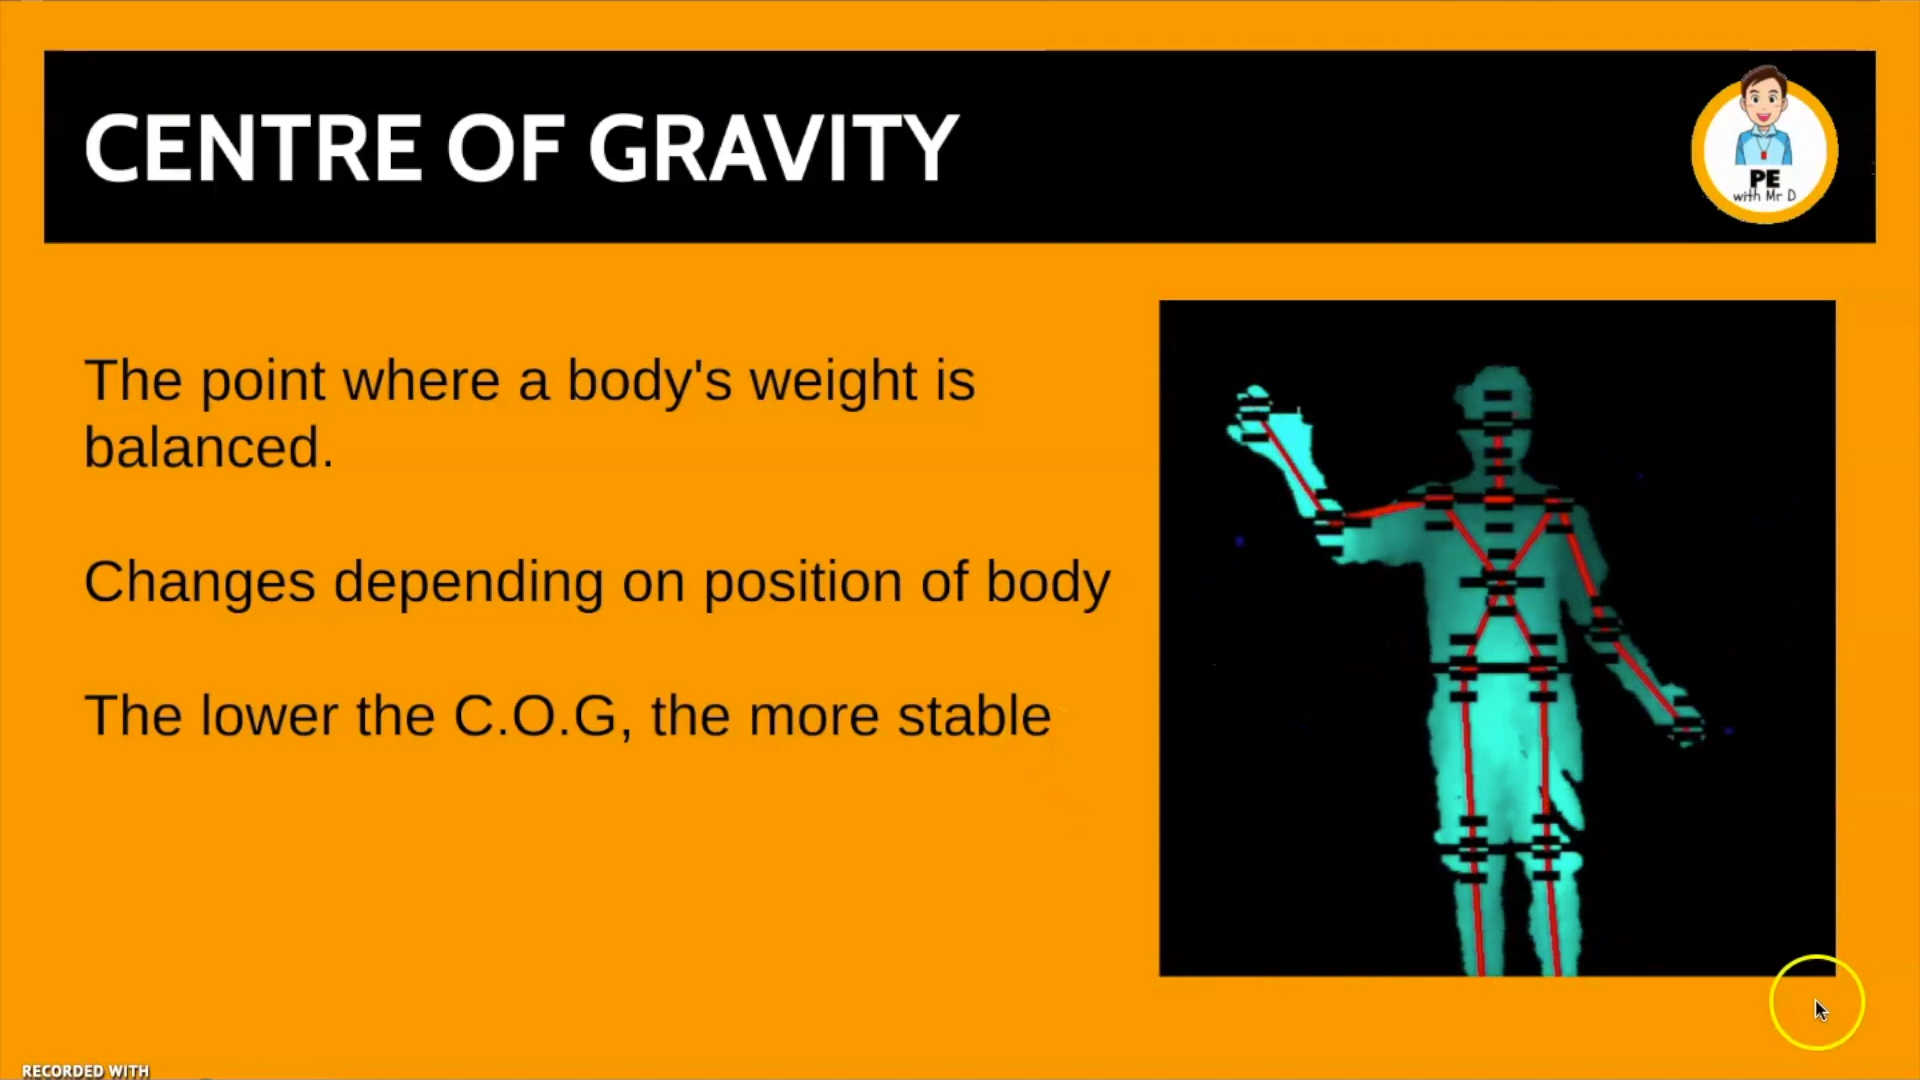 CENTRE OF GRAVITY
PE
with Mr D
The point where a body's weight is
balanced.
Changes depending on position of body
The lower the C.O.G, the more stable
RECORDED WITH